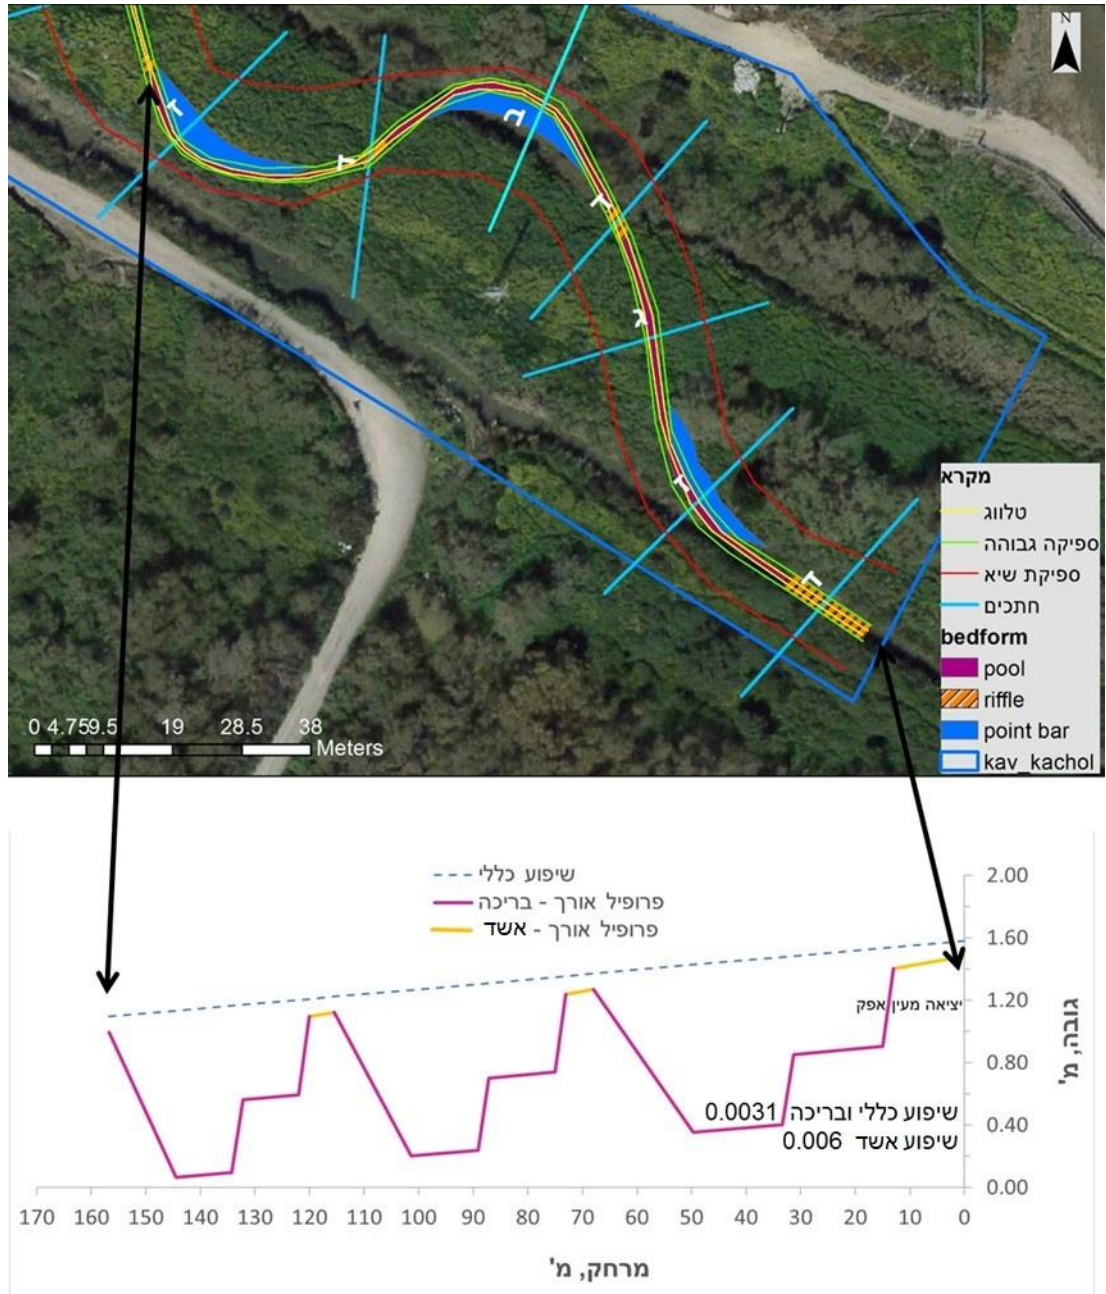 N
ד
ד
ב
ד
ג
ד
ד
מקרא
טלווג
ספיקה גבוהה
ספיקת שיא
חתכים
bedform
pool
riffle
point bar
kav_kachol
0 4.75 9.5 19 28.5 38
Meters
שיפוע כללי
פרופיל אורך - בריכה
פרופיל אורך - אשד
2.00
1.60
1.20
0.80
0.40
0.00
גובה, מ'
יציאה מעין אפק
שיפוע כללי ובריכה 0.0031
שיפוע אשד 0.006
170 160 150 140 130 120 110 100 90 80 70 60 50 40 30 20 10 0
מרחק, מ'